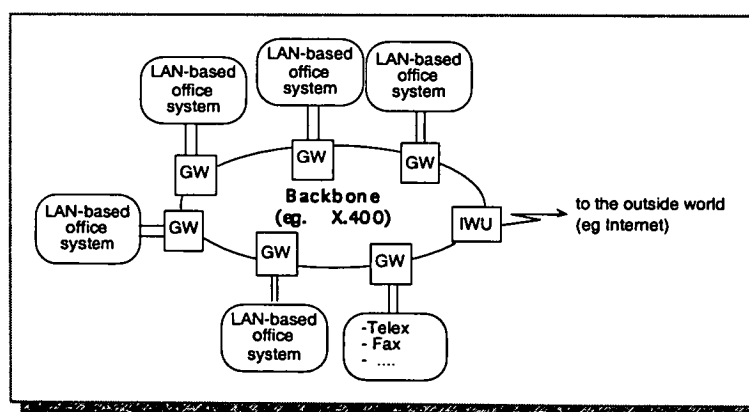 LAN-based
office
system
LAN-based
office
system
LAN-based
office
system
GW
GW
GW
Backbone
(eg. X.400)
LAN-based
office
system
GW
IWU
to the outside world
(eg Internet)
GW
GW
LAN-based
office
system
-Telex
- Fax
- ....